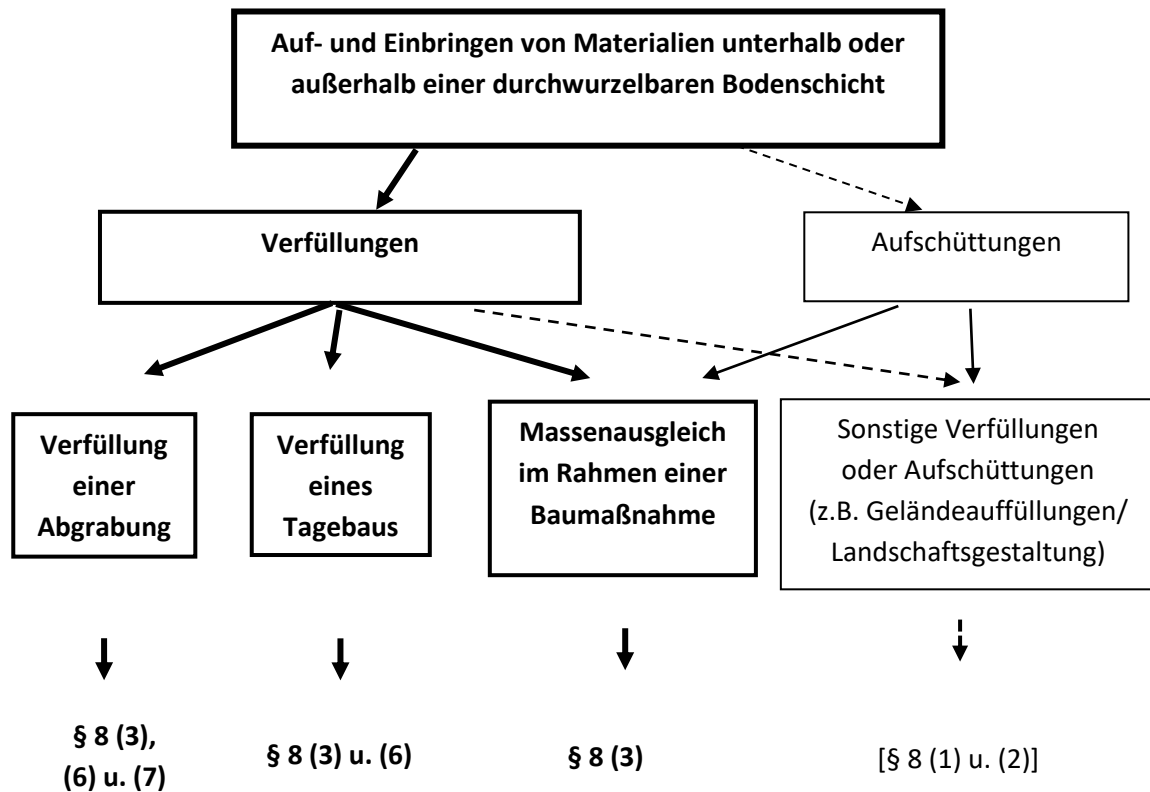 Auf- und Einbringen von Materialien unterhalb oder
außerhalb einer durchwurzelbaren Bodenschicht
Verfüllungen
Aufschüttungen
Verfüllung
einer
Abgrabung
Verfüllung
eines
Tagebaus
Massenausgleich
im Rahmen einer
Baumaßnahme
Sonstige Verfüllungen
oder Aufschüttungen
(z.B. Geländeauffüllungen/
Landschaftsgestaltung)
§ 8 (3),
(6) u. (7)
§ 8 (3) u. (6)
§ 8 (3)
[§ 8 (1) u. (2)]